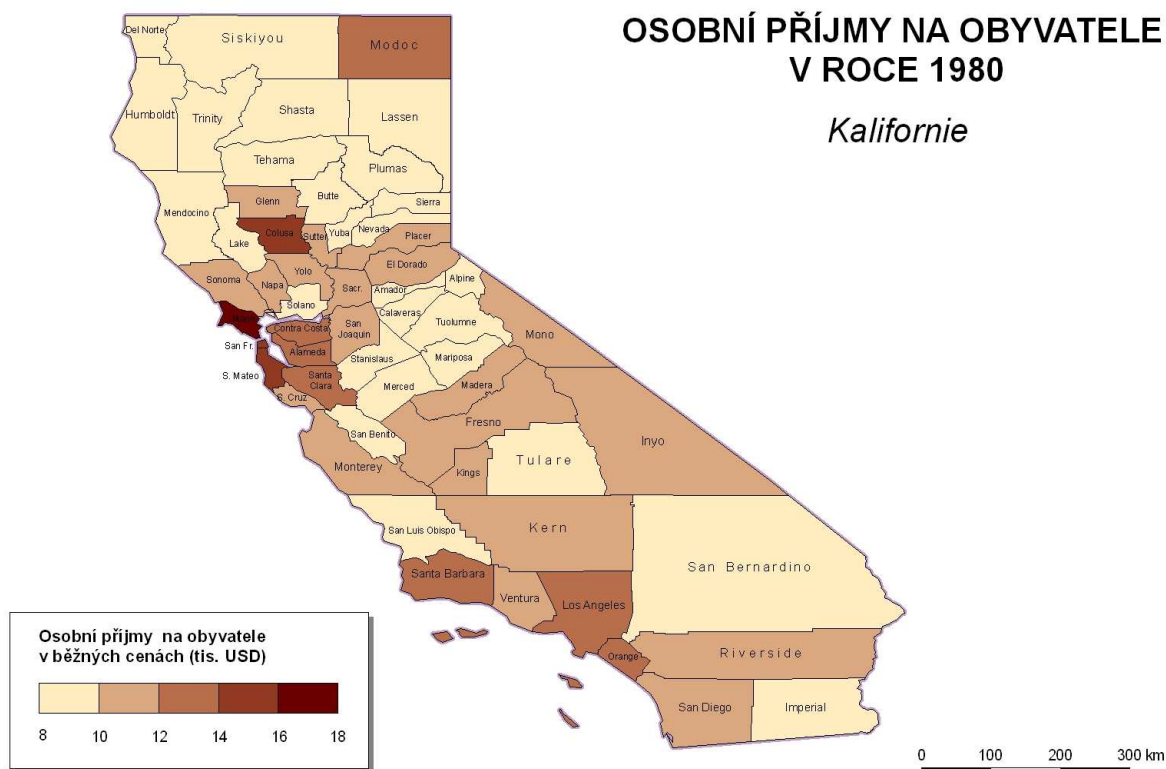 OSOBNÍ PŘÍJMY NA OBYVATELE
V ROCE 1980
Kalifornie
Del Norte
Siskiyou
Modoc
Humboldt
Trinity
Shasta
Lassen
Tehama
Plumas
Mendocino
Glenn
Butte
Sierra
Lake
Colusa
Sutter
Yuba
Nevada
Placer
Sonoma
Napa
Yolo
El Dorado
Sacr.
Alpine
Amador
Solano
Calaveras
Tuolumne
Mono
Contra Costa
San
Joaquin
San Fr.
Alameda
Stanislaus
Mariposa
S. Mateo
Santa
Clara
Merced
Madera
S. Cruz
Fresno
San Benito
Inyo
Monterey
Kings
Tulare
San Luis Obispo
Kern
San Bernardino
Santa Barbara
Ventura
Los Angeles
Orange
Riverside
San Diego
Imperial
Osobní příjmy na obyvatele
v běžných cenách (tis. USD)
8 10 12 14 16 18
0 100 200 300 km